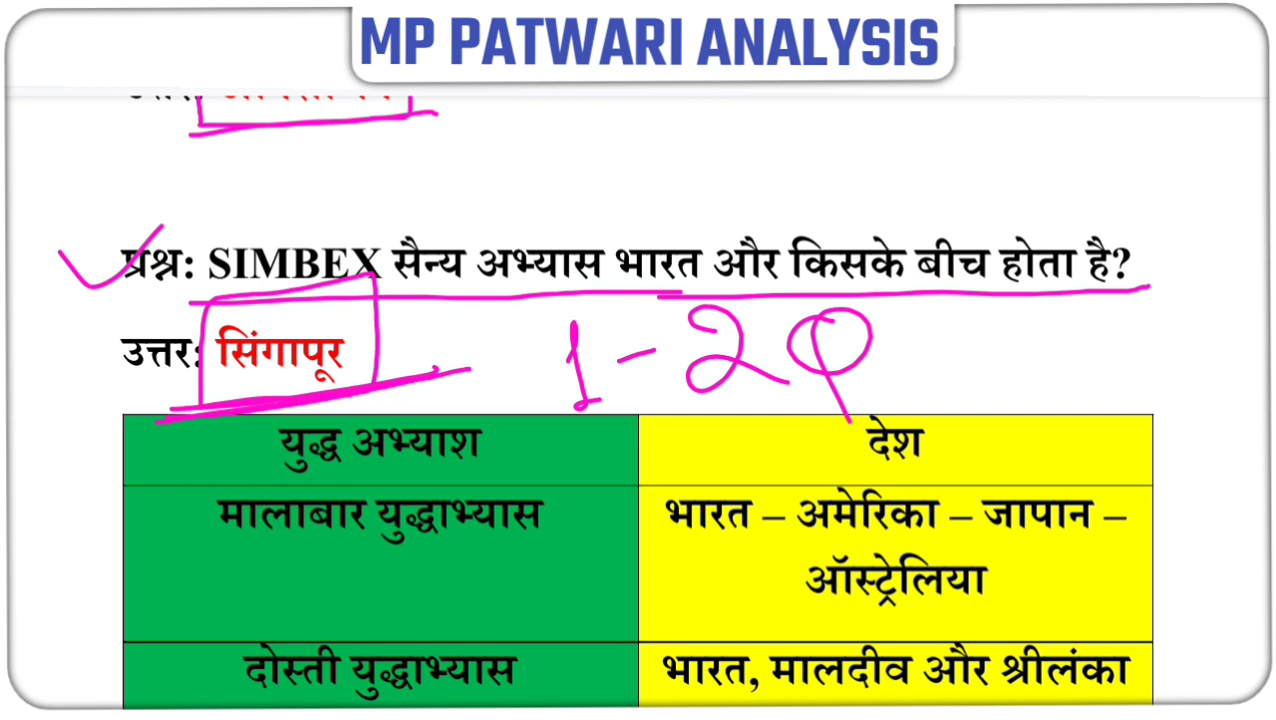 MP PATWARI ANALYSIS
प्रश्न: SIMBEX सैन्य अभ्यास भारत और किसके बीच होता है?
उत्तर: सिंगापूर
1-2Q
युद्ध अभ्याश
देश
मालाबार युद्धाभ्यास
भारत – अमेरिका – जापान –
ऑस्ट्रेलिया
दोस्ती युद्धाभ्यास
भारत, मालदीव और श्रीलंका